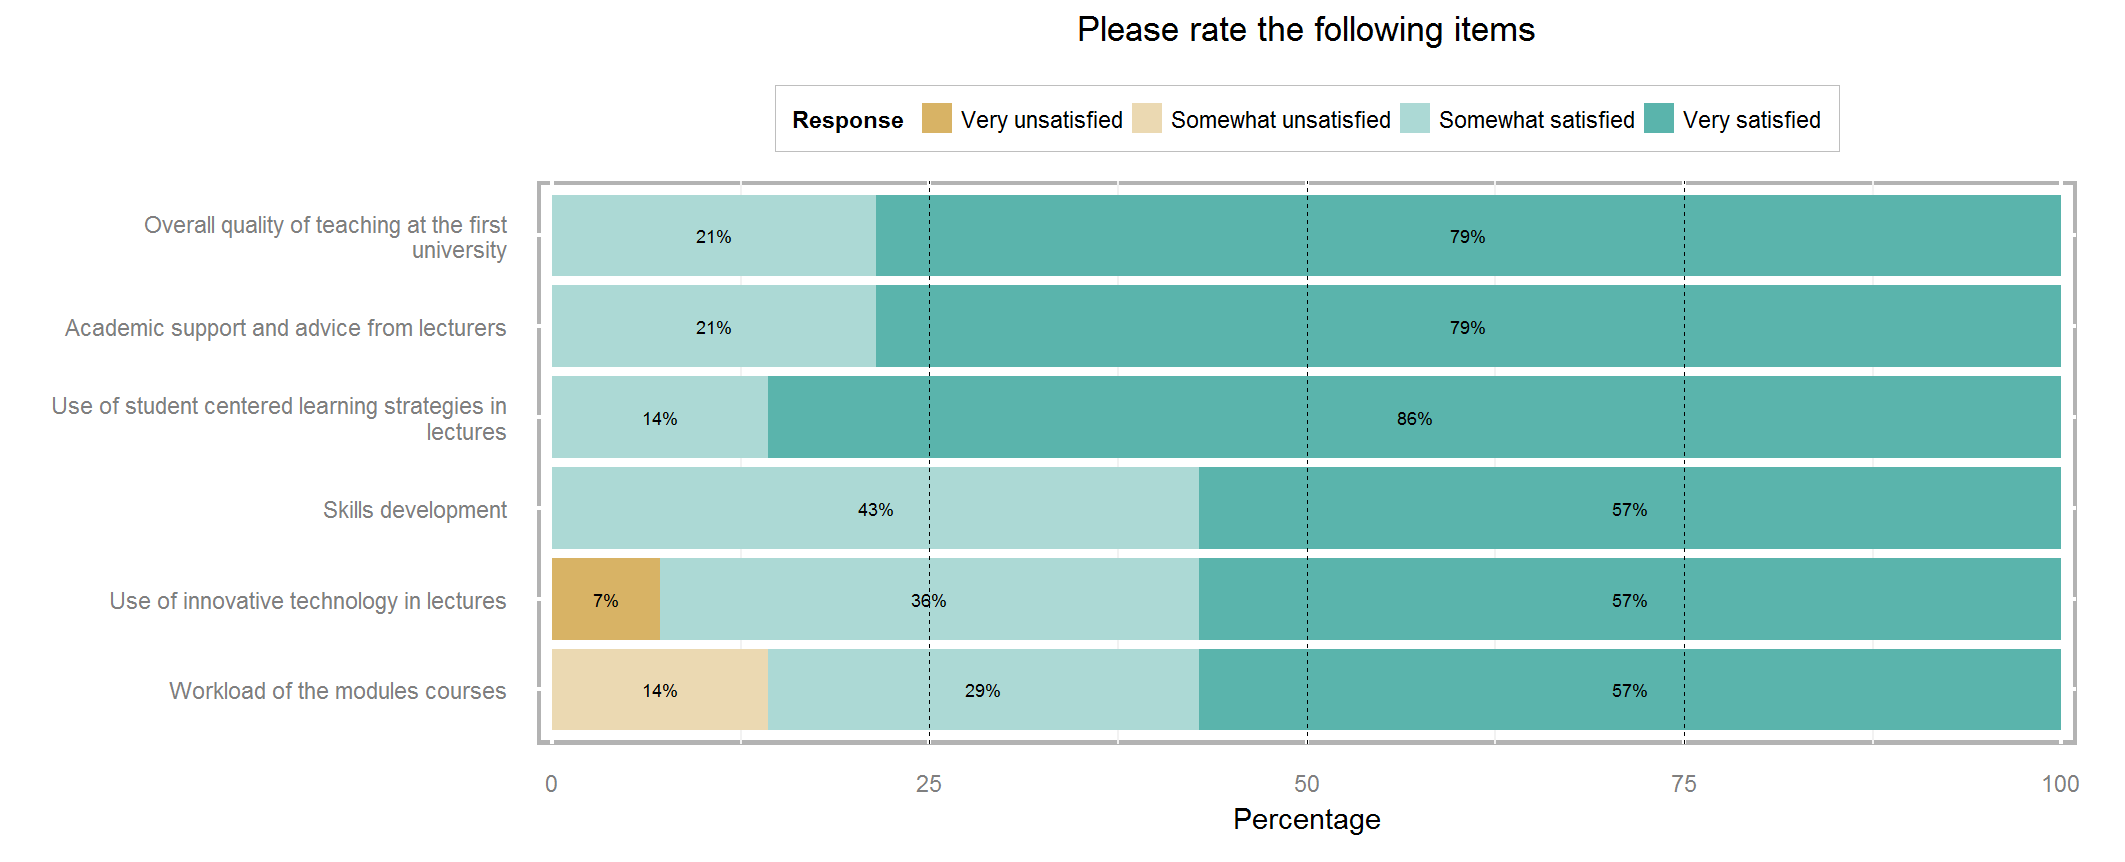 Please rate the following items
Response Very unsatisfied Somewhat unsatisfied Somewhat satisfied Very satisfied
Overall quality of teaching at the first
university
21% 79%
Academic support and advice from lecturers
21% 79%
Use of student centered learning strategies in
lectures
14% 86%
Skills development
43% 57%
Use of innovative technology in lectures
7% 36% 57%
Workload of the modules courses
14% 29% 57%
0 25 50 75 100
Percentage